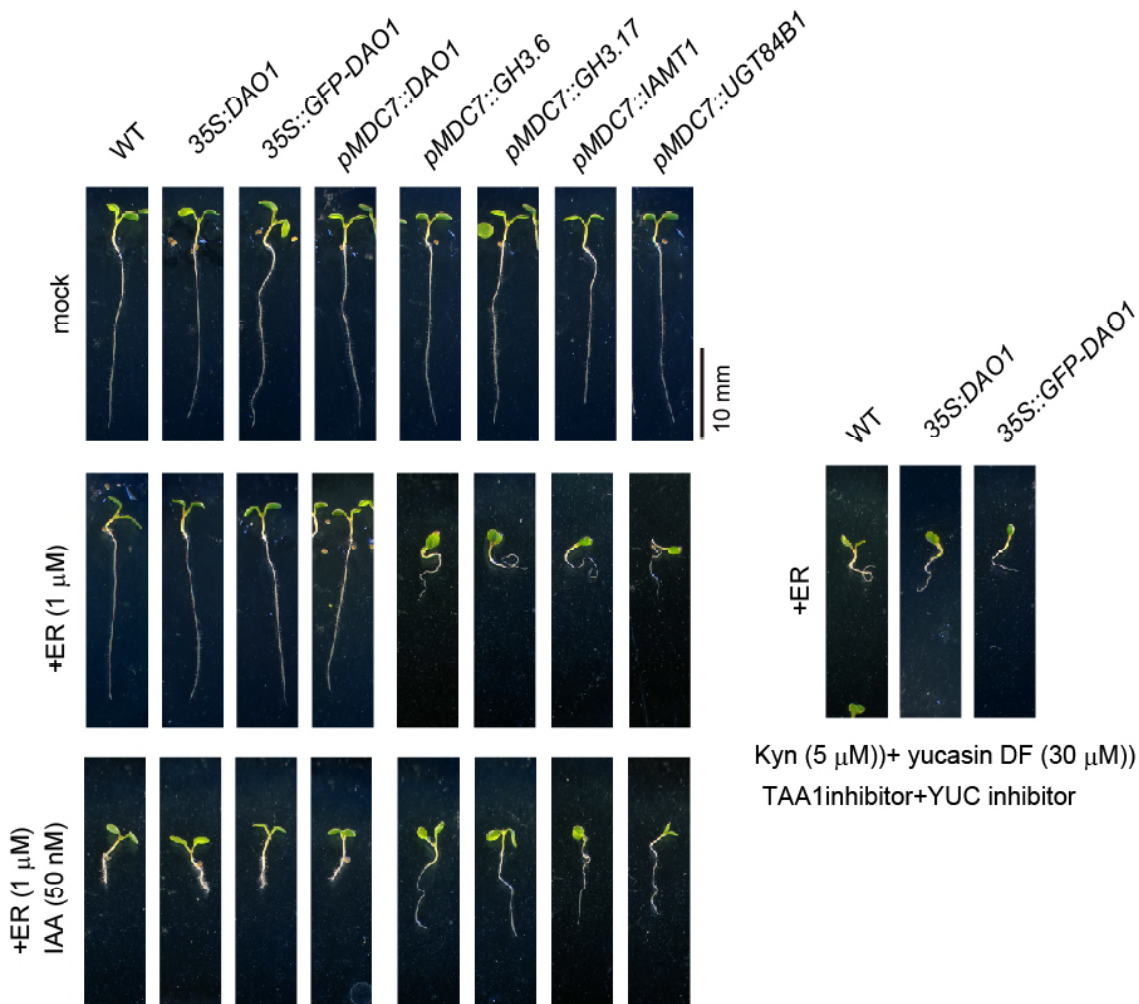 WT
35S:DAO1
35S::GFP-DAO1
pMDC7::DAO1
pMDC7::GH3.6
pMDC7::GH3.17
pMDC7::IAMT1
pMDC7::UGT84B1
mock
10 mm
+ER (1 μM)
+ER (1 μM)
IAA (50 nM)
WT
35S:DAO1
35S::GFP-DAO1
+ER
Kyn (5 μM))+ yucasin DF (30 μM))
TAA1inhibitor+YUC inhibitor